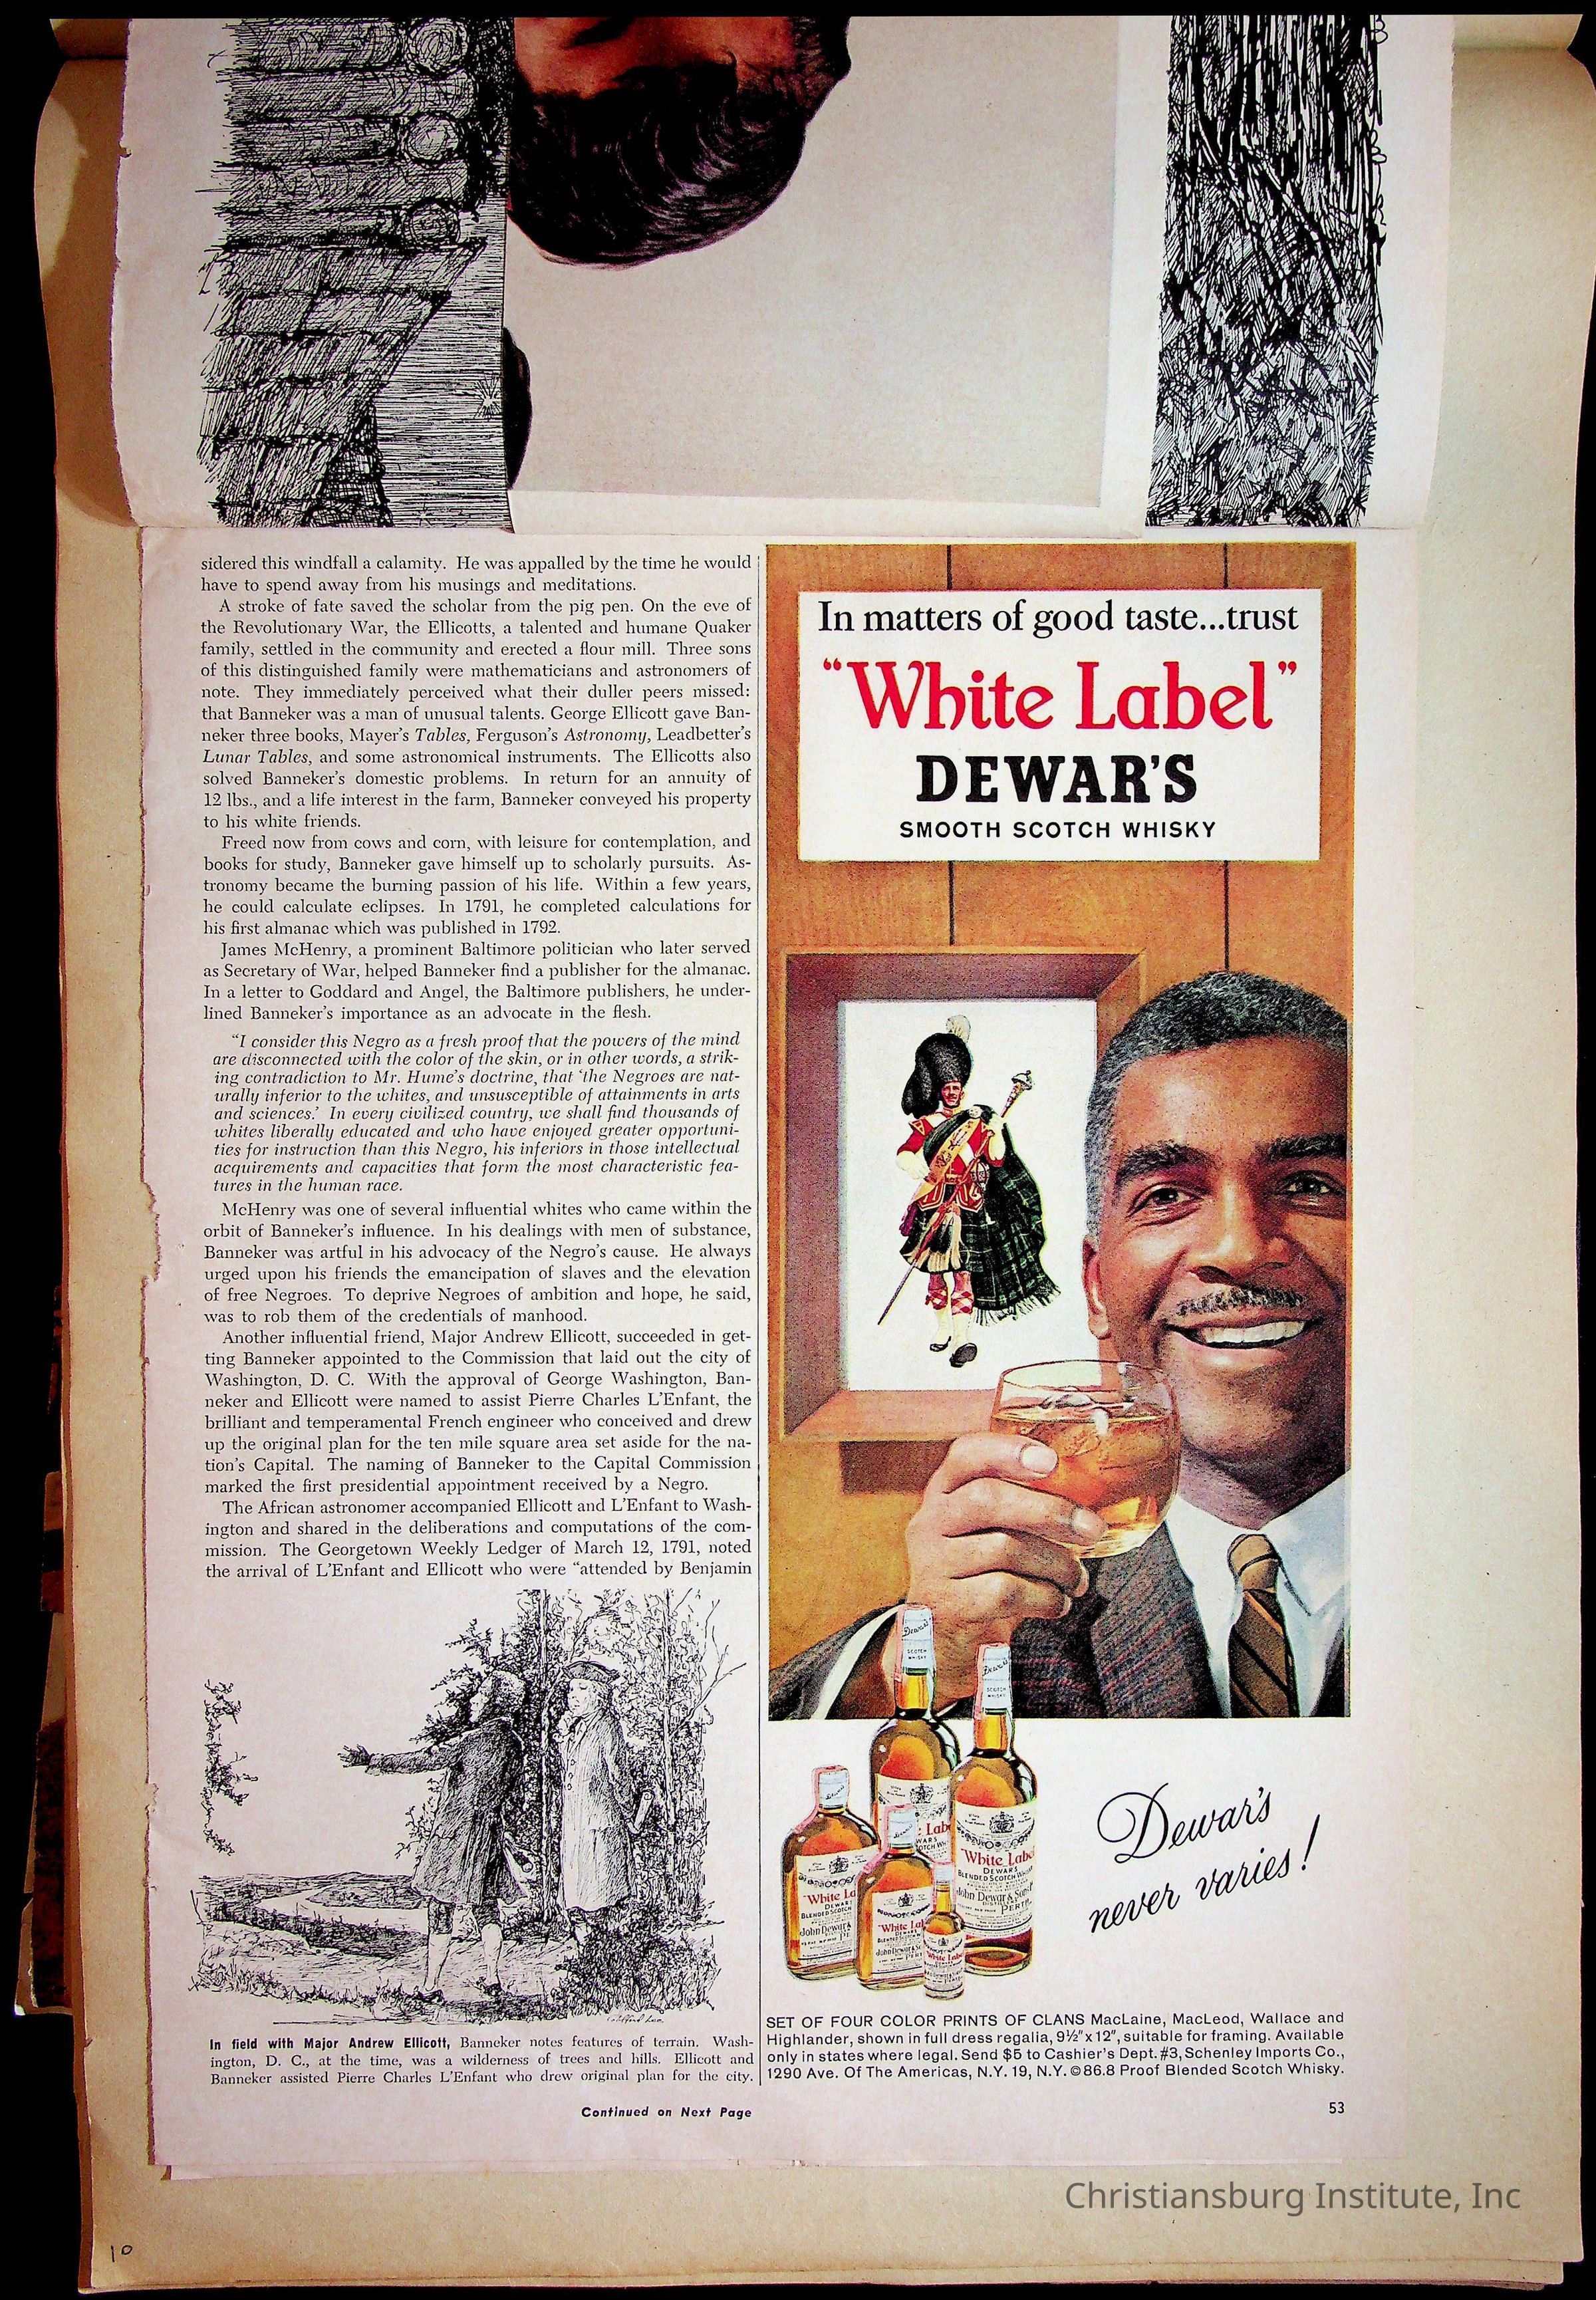 sidered this windfall a calamity. He was appalled by the time he would
have to spend away from his musings and meditations.
A stroke of fate saved the scholar from the pig pen. On the eve of
the Revolutionary War, the Ellicotts, a talented and humane Quaker
family, settled in the community and erected a flour mill. Three sons
of this distinguished family were mathematicians and astronomers of
note. They immediately perceived what their duller peers missed:
that Banneker was a man of unusual talents. George Ellicott gave Ban-
neker three books, Mayer's Tables, Ferguson's Astronomy, Leadbetter's
Lunar Tables, and some astronomical instruments. The Ellicotts also
solved Banneker's domestic problems. In return for an annuity of
12 lbs., and a life interest in the farm, Banneker conveyed his property
to his white friends.
Freed now from cows and corn, with leisure for contemplation, and
books for study, Banneker gave himself up to scholarly pursuits. As-
tronomy became the burning passion of his life. Within a few years,
he could calculate eclipses. In 1791, he completed calculations for
his first almanac which was published in 1792.
James McHenry, a prominent Baltimore politician who later served
as Secretary of War, helped Banneker find a publisher for the almanac.
In a letter to Goddard and Angel, the Baltimore publishers, he under-
lined Banneker's importance as an advocate in the flesh.
"I consider this Negro as a fresh proof that the powers of the mind
are disconnected with the color of the skin, or in other words, a strik-
ing contradiction to Mr. Hume's doctrine, that 'the Negroes are nat-
urally inferior to the whites, and unsusceptible of attainments in arts
and sciences.' In every civilized country, we shall find thousands of
whites liberally educated and who have enjoyed greater opportuni-
ties for instruction than this Negro, his inferiors in those intellectual
acquirements and capacities that form the most characteristic fea-
tures in the human race.
McHenry was one of several influential whites who came within the
orbit of Banneker's influence. In his dealings with men of substance,
Banneker was artful in his advocacy of the Negro's cause. He always
urged upon his friends the emancipation of slaves and the elevation
of free Negroes. To deprive Negroes of ambition and hope, he said,
was to rob them of the credentials of manhood.
Another influential friend, Major Andrew Ellicott, succeeded in get-
ting Banneker appointed to the Commission that laid out the city of
Washington, D. C. With the approval of George Washington, Ban-
neker and Ellicott were named to assist Pierre Charles L'Enfant, the
brilliant and temperamental French engineer who conceived and drew
up the original plan for the ten mile square area set aside for the na-
tion's Capital. The naming of Banneker to the Capital Commission
marked the first presidential appointment received by a Negro.
The African astronomer accompanied Ellicott and L'Enfant to Wash-
ington and shared in the deliberations and computations of the com-
mission. The Georgetown Weekly Ledger of March 12, 1791, noted
the arrival of L'Enfant and Ellicott who were "attended by Benjamin
In field with Major Andrew Ellicott, Banneker notes features of terrain. Wash-
ington, D. C., at the time, was a wilderness of trees and hills. Ellicott and
Banneker assisted Pierre Charles L'Enfant who drew original plan for the city.
Continued on Next Page
In matters of good taste...trust
"White Label"
DEWAR'S
SMOOTH SCOTCH WHISKY
Dewar's
SCOTCH
WHISKY
Dewar's
SCOTCH
WHISKY
"White La
DEWAR
BLENDED SCOTCH
John Dewar &
"White Lab
"White Labe
DEWARS
BLENDED SCOTCH
John Dewar & Sons
PERTH
Dewar's
never varies!
SET OF FOUR COLOR PRINTS OF CLANS MacLaine, MacLeod, Wallace and
Highlander, shown in full dress regalia, 9½"x12", suitable for framing. Available
only in states where legal. Send $5 to Cashier's Dept. #3, Schenley Imports Co.,
1290 Ave. Of The Americas, N.Y. 19, N.Y. ©86.8 Proof Blended Scotch Whisky.
53
Christiansburg Institute, Inc
10